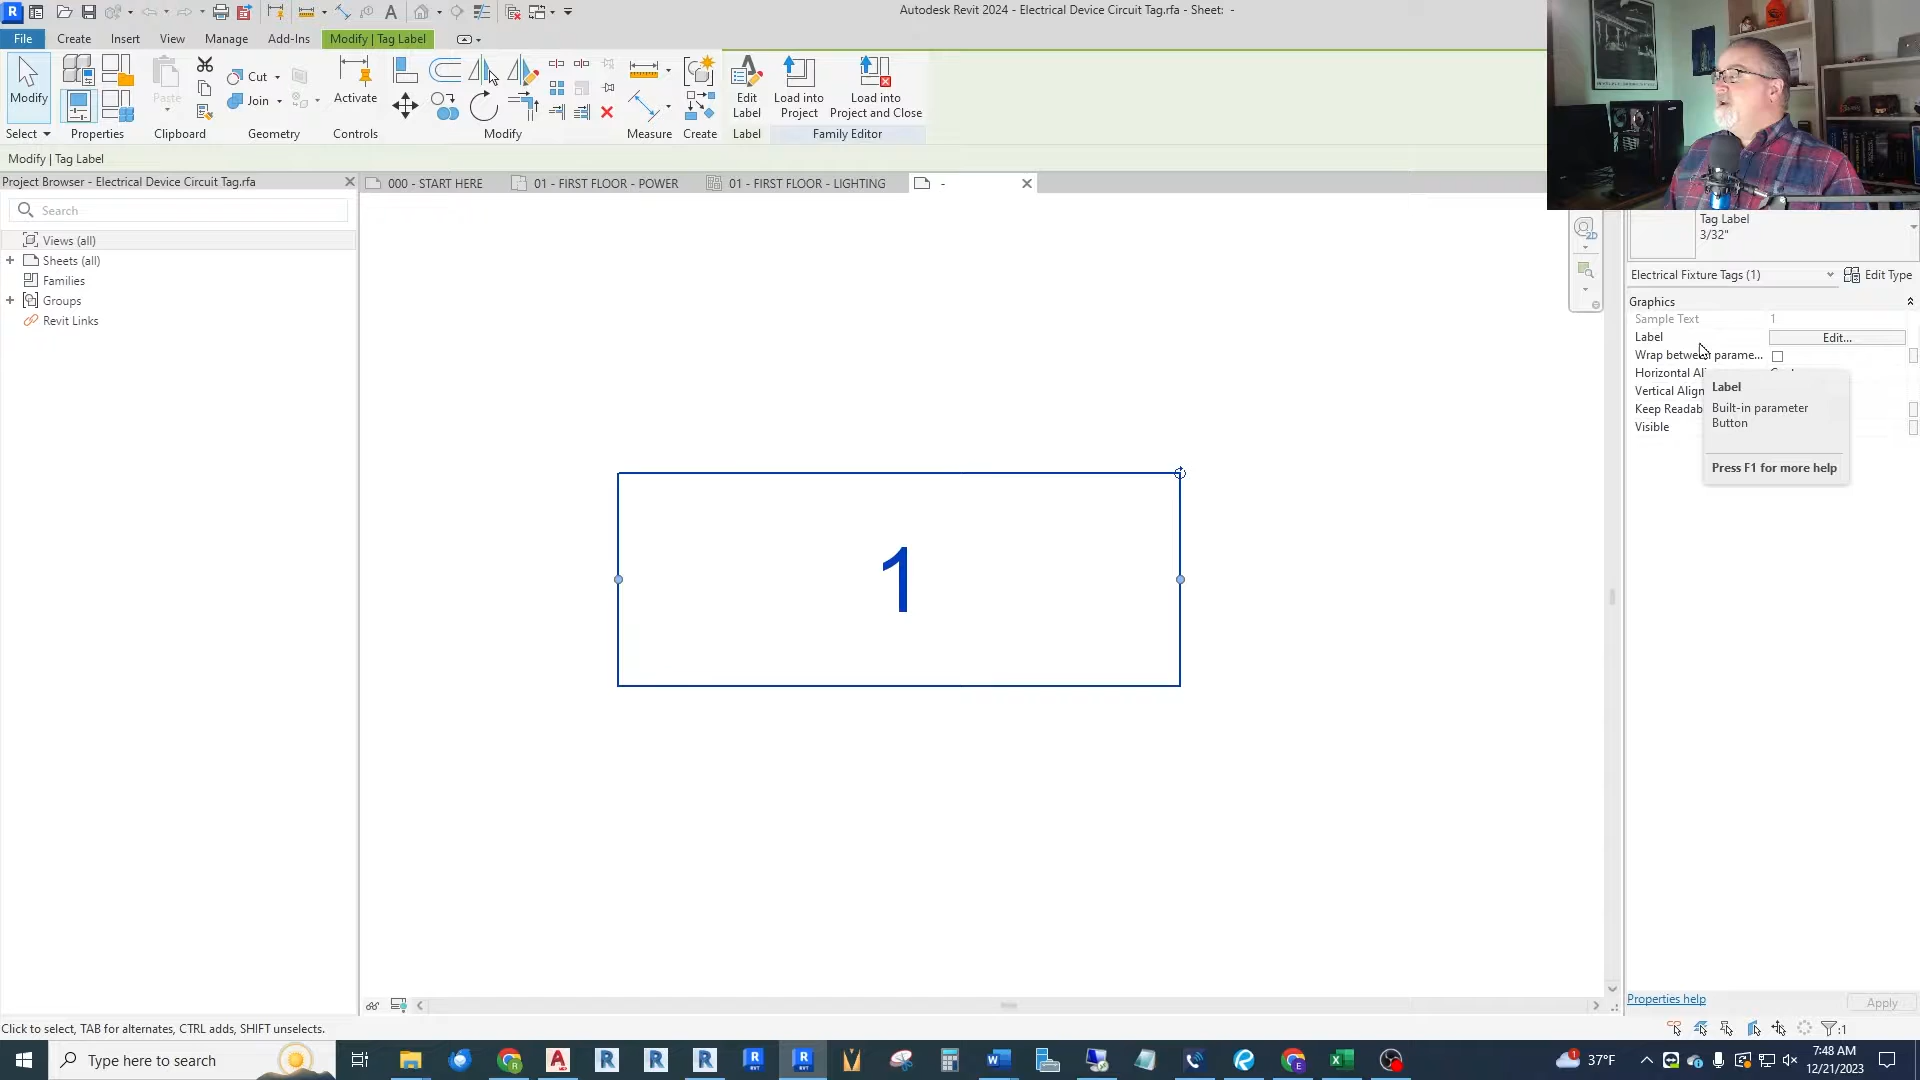 Autodesk Revit 2024 - Electrical Device Circuit Tag.rfa - Sheet: -
File Create Insert View Manage Add-Ins Modify | Tag Label
Modify
Select
Properties
Paste
Clipboard
Cut
Join
Geometry
Activate
Controls
Modify
Measure
Create
Edit
Label
Label
Load into
Project
Load into
Project and Close
Family Editor
Modify | Tag Label
Project Browser - Electrical Device Circuit Tag.rfa
Search
Views (all)
Sheets (all)
Families
Groups
Revit Links
000 - START HERE
01 - FIRST FLOOR - POWER
01 - FIRST FLOOR - LIGHTING
-
1
2D
Tag Label
3/32"
Electrical Fixture Tags (1)
Edit Type
Graphics
Sample Text 1
Label Edit...
Wrap between parame...
Horizontal Al
Vertical Align
Keep Readab
Visible
Label
Built-in parameter
Button
Press F1 for more help
Properties help
Apply
Click to select, TAB for alternates, CTRL adds, SHIFT unselects.
:1
Type here to search
37°F
7:48 AM
12/21/2023